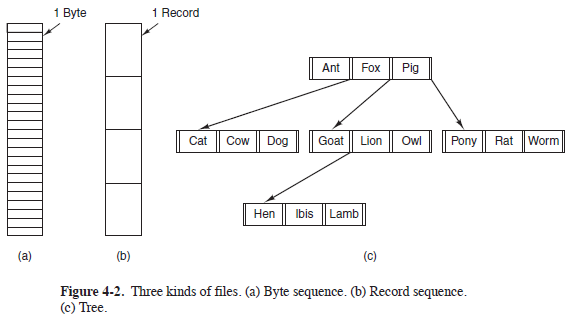 1 Byte
1 Record
Ant Fox Pig
Cat Cow Dog
Goat Lion Owl
Pony Rat Worm
Hen Ibis Lamb
(a)
(b)
(c)
Figure 4-2. Three kinds of files. (a) Byte sequence. (b) Record sequence.
(c) Tree.